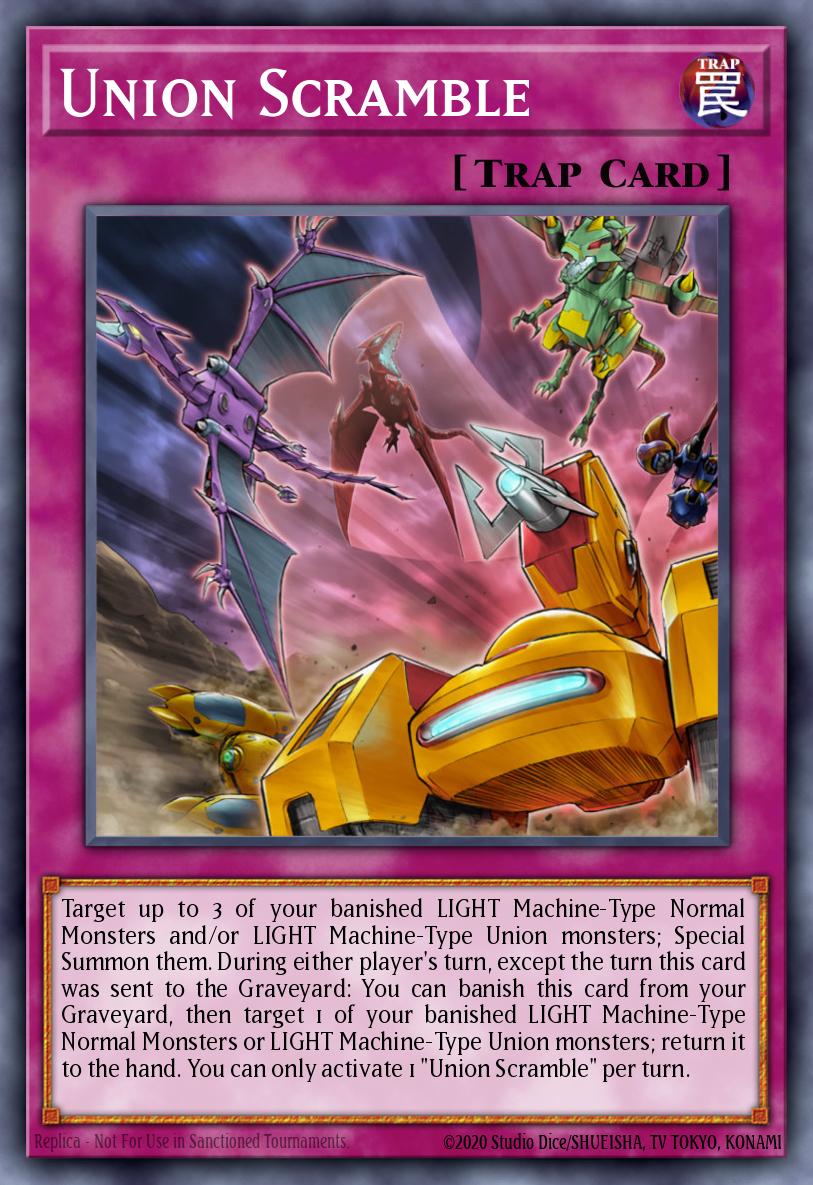 Union Scramble
TRAP
罠
[Trap Card]
Target up to 3 of your banished LIGHT Machine-Type Normal
Monsters and/or LIGHT Machine-Type Union monsters; Special
Summon them. During either player's turn, except the turn this card
was sent to the Graveyard: You can banish this card from your
Graveyard, then target 1 of your banished LIGHT Machine-Type
Normal Monsters or LIGHT Machine-Type Union monsters; return it
to the hand. You can only activate 1 "Union Scramble" per turn.
Replica - Not For Use in Sanctioned Tournaments.
©2020 Studio Dice/SHUEISHA, TV TOKYO, KONAMI